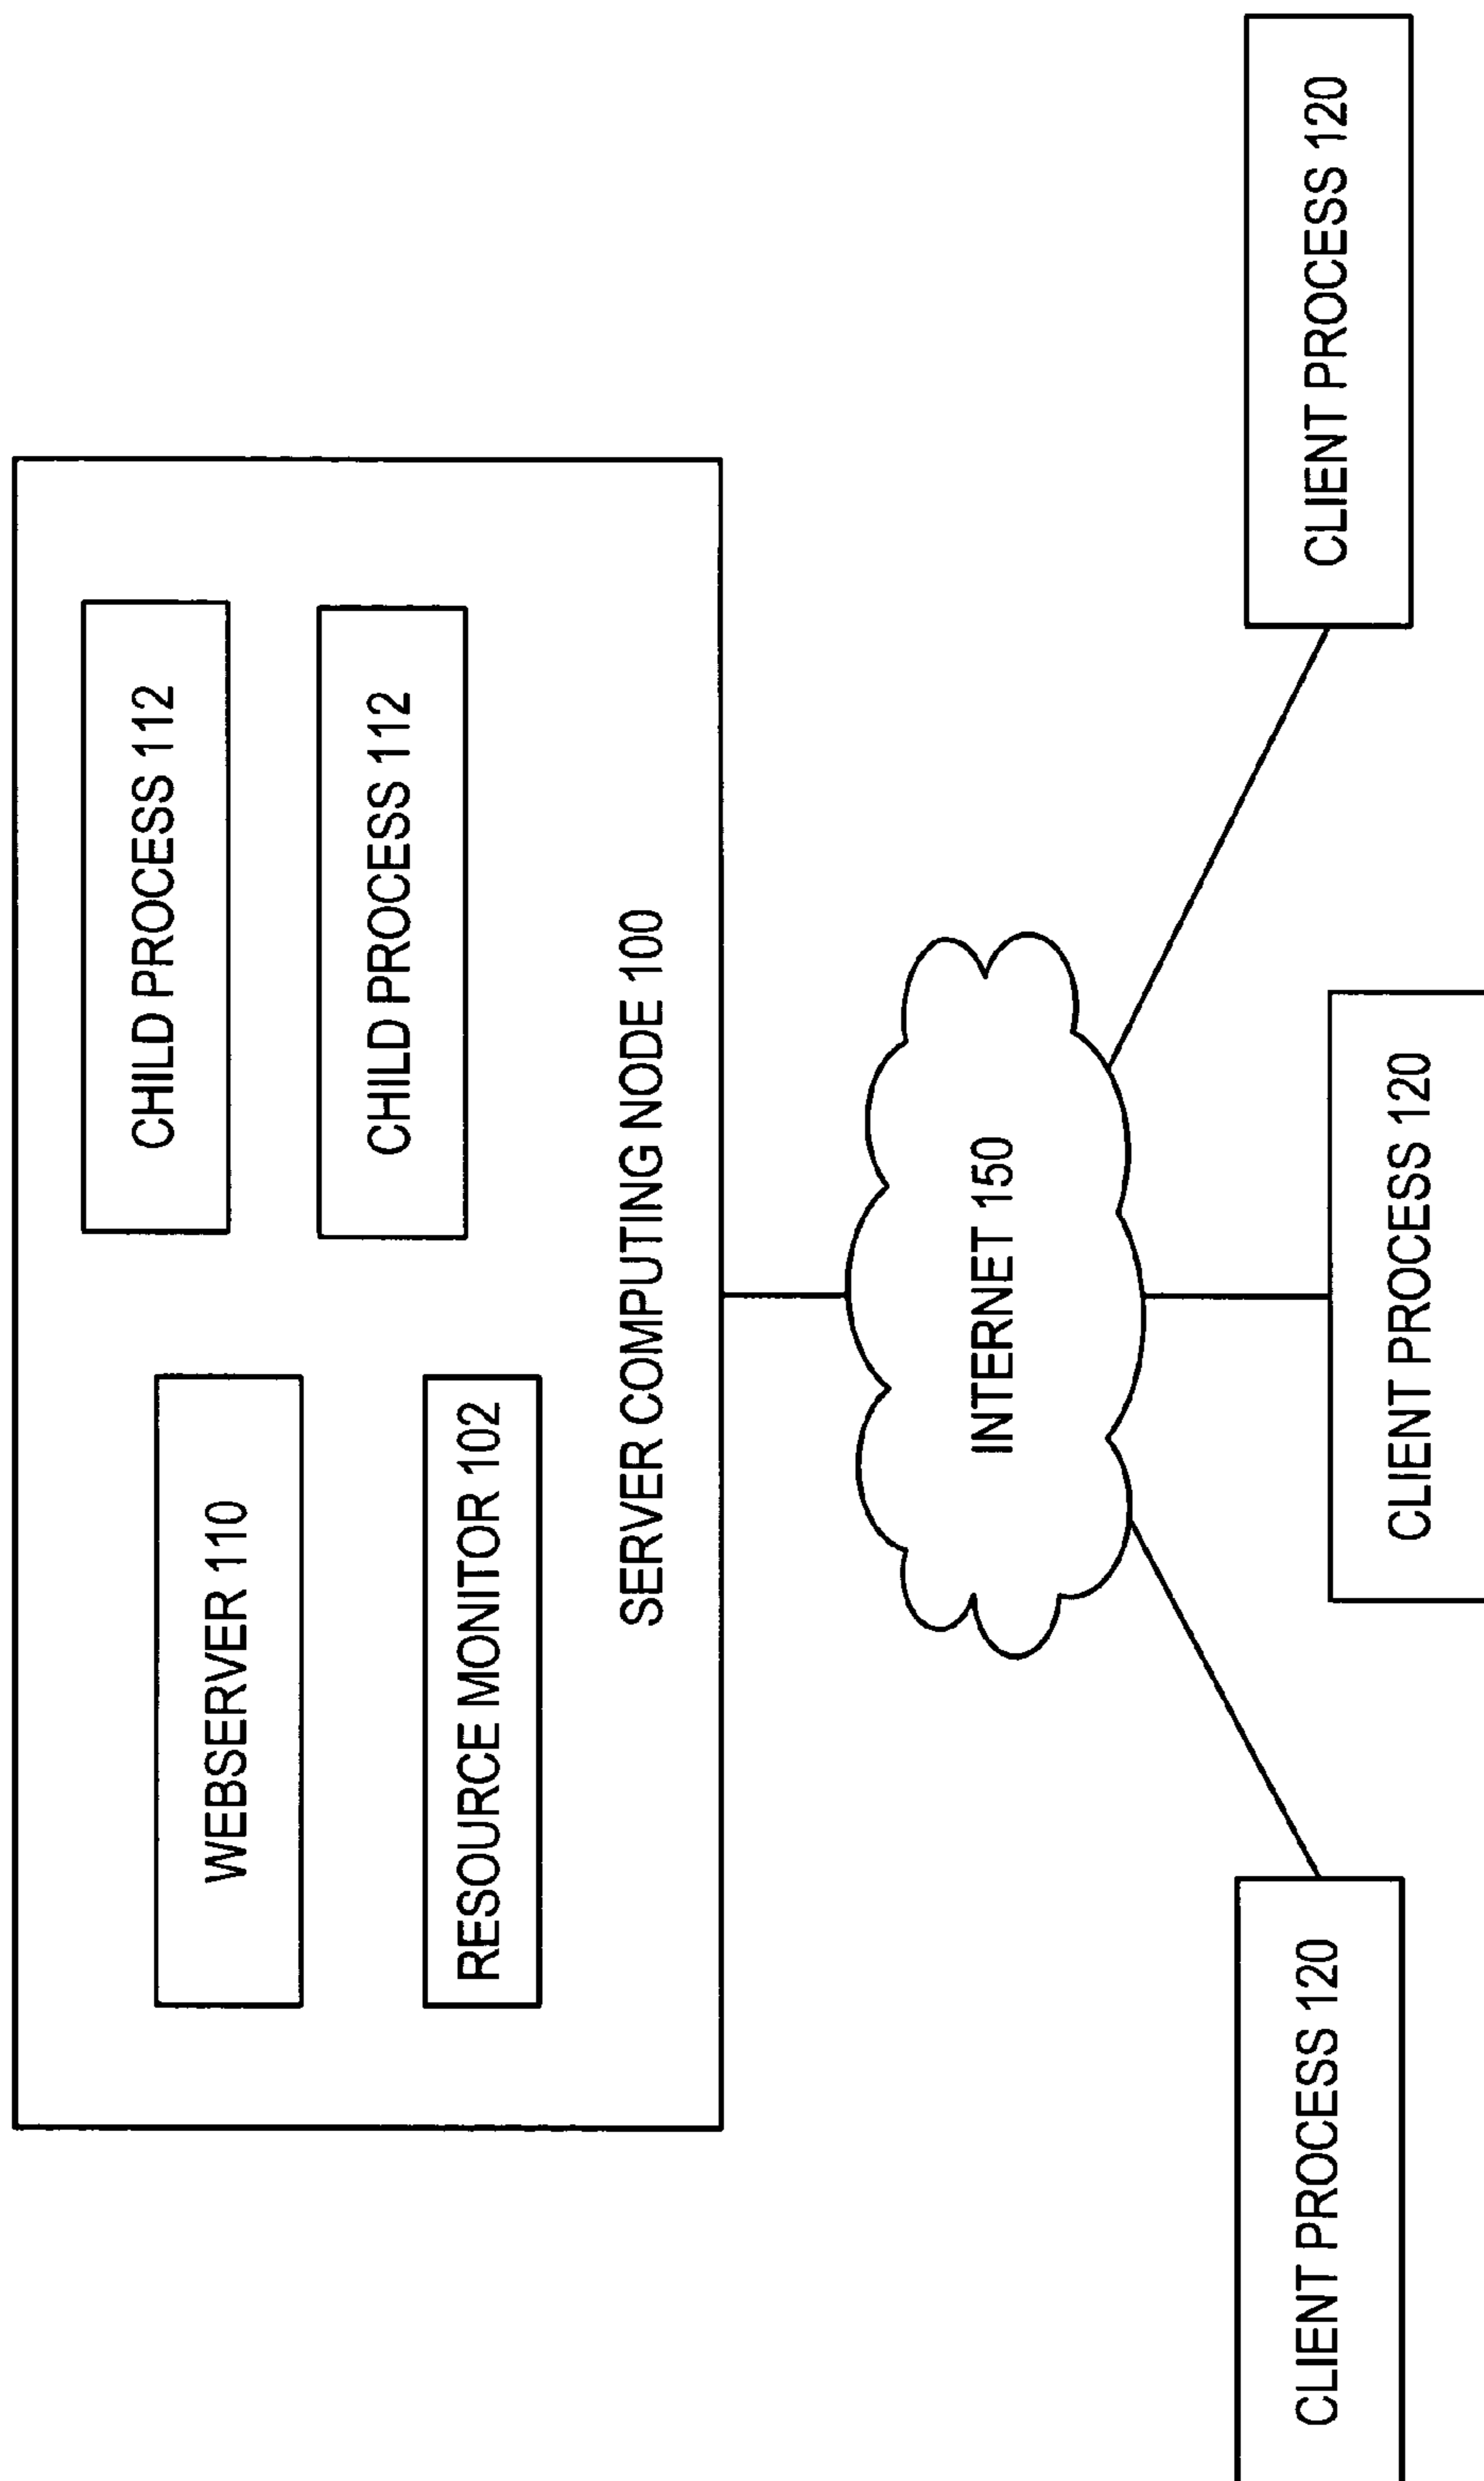 WEBSERVER 110
CHILD PROCESS 112
RESOURCE MONITOR 102
CHILD PROCESS 112
SERVER COMPUTING NODE 100
INTERNET 150
CLIENT PROCESS 120
CLIENT PROCESS 120
CLIENT PROCESS 120